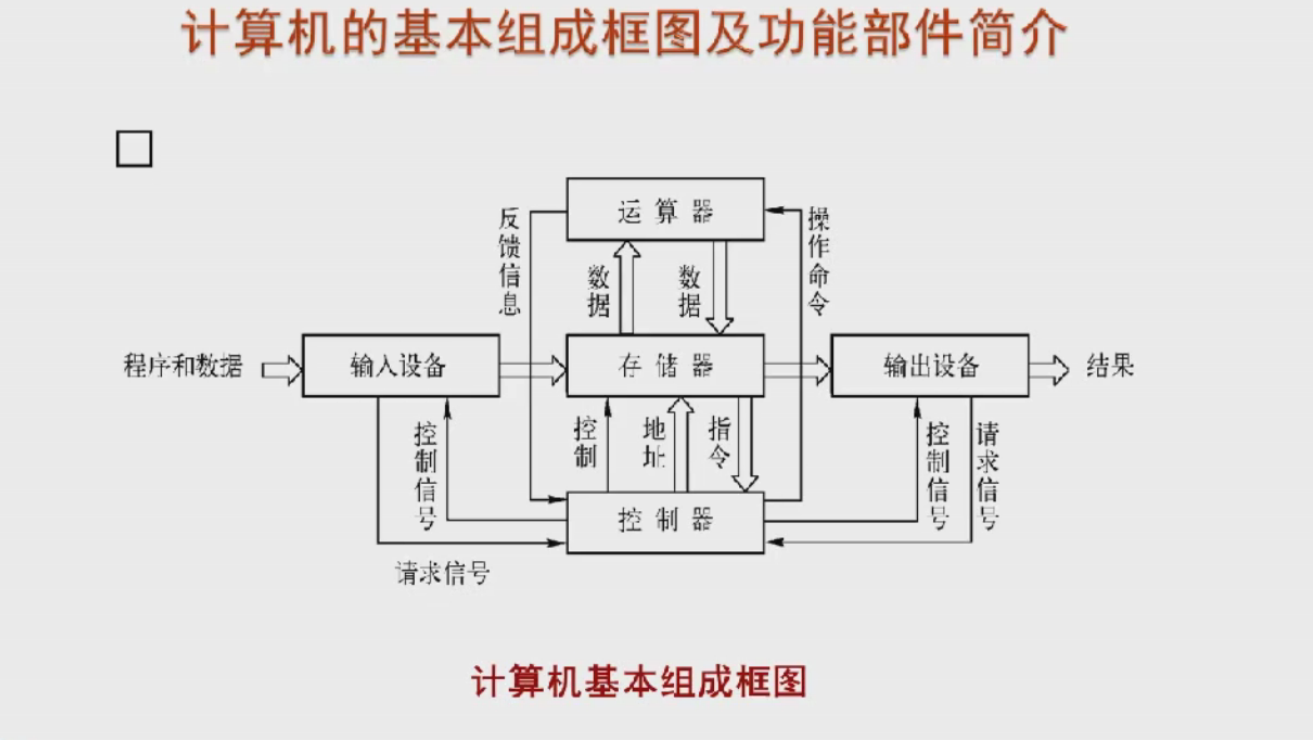 计算机的基本组成框图及功能部件简介
运算器
反馈信息
数据
数据
操作命令
程序和数据
输入设备
存储器
输出设备
结果
控制信号
控制
地址
指令
控制信号
请求信号
控制器
请求信号
计算机基本组成框图